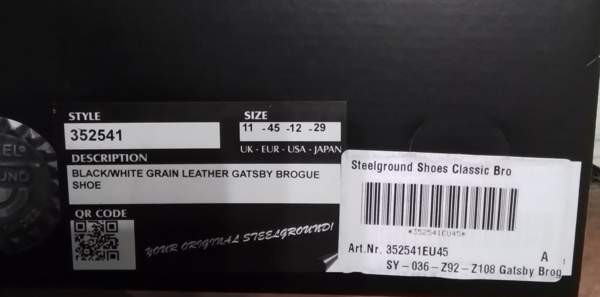 STYLE
352541
SIZE
11 - 45 - 12 - 29
UK - EUR - USA - JAPAN
DESCRIPTION
BLACK/WHITE GRAIN LEATHER GATSBY BROGUE
SHOE
QR CODE
YOUR ORIGINAL STEELGROUND!
Steelground Shoes Classic Bro
*352541EU45*
Art.Nr. 352541EU45 A
SY-036-Z92-Z108 Gatsby Brog